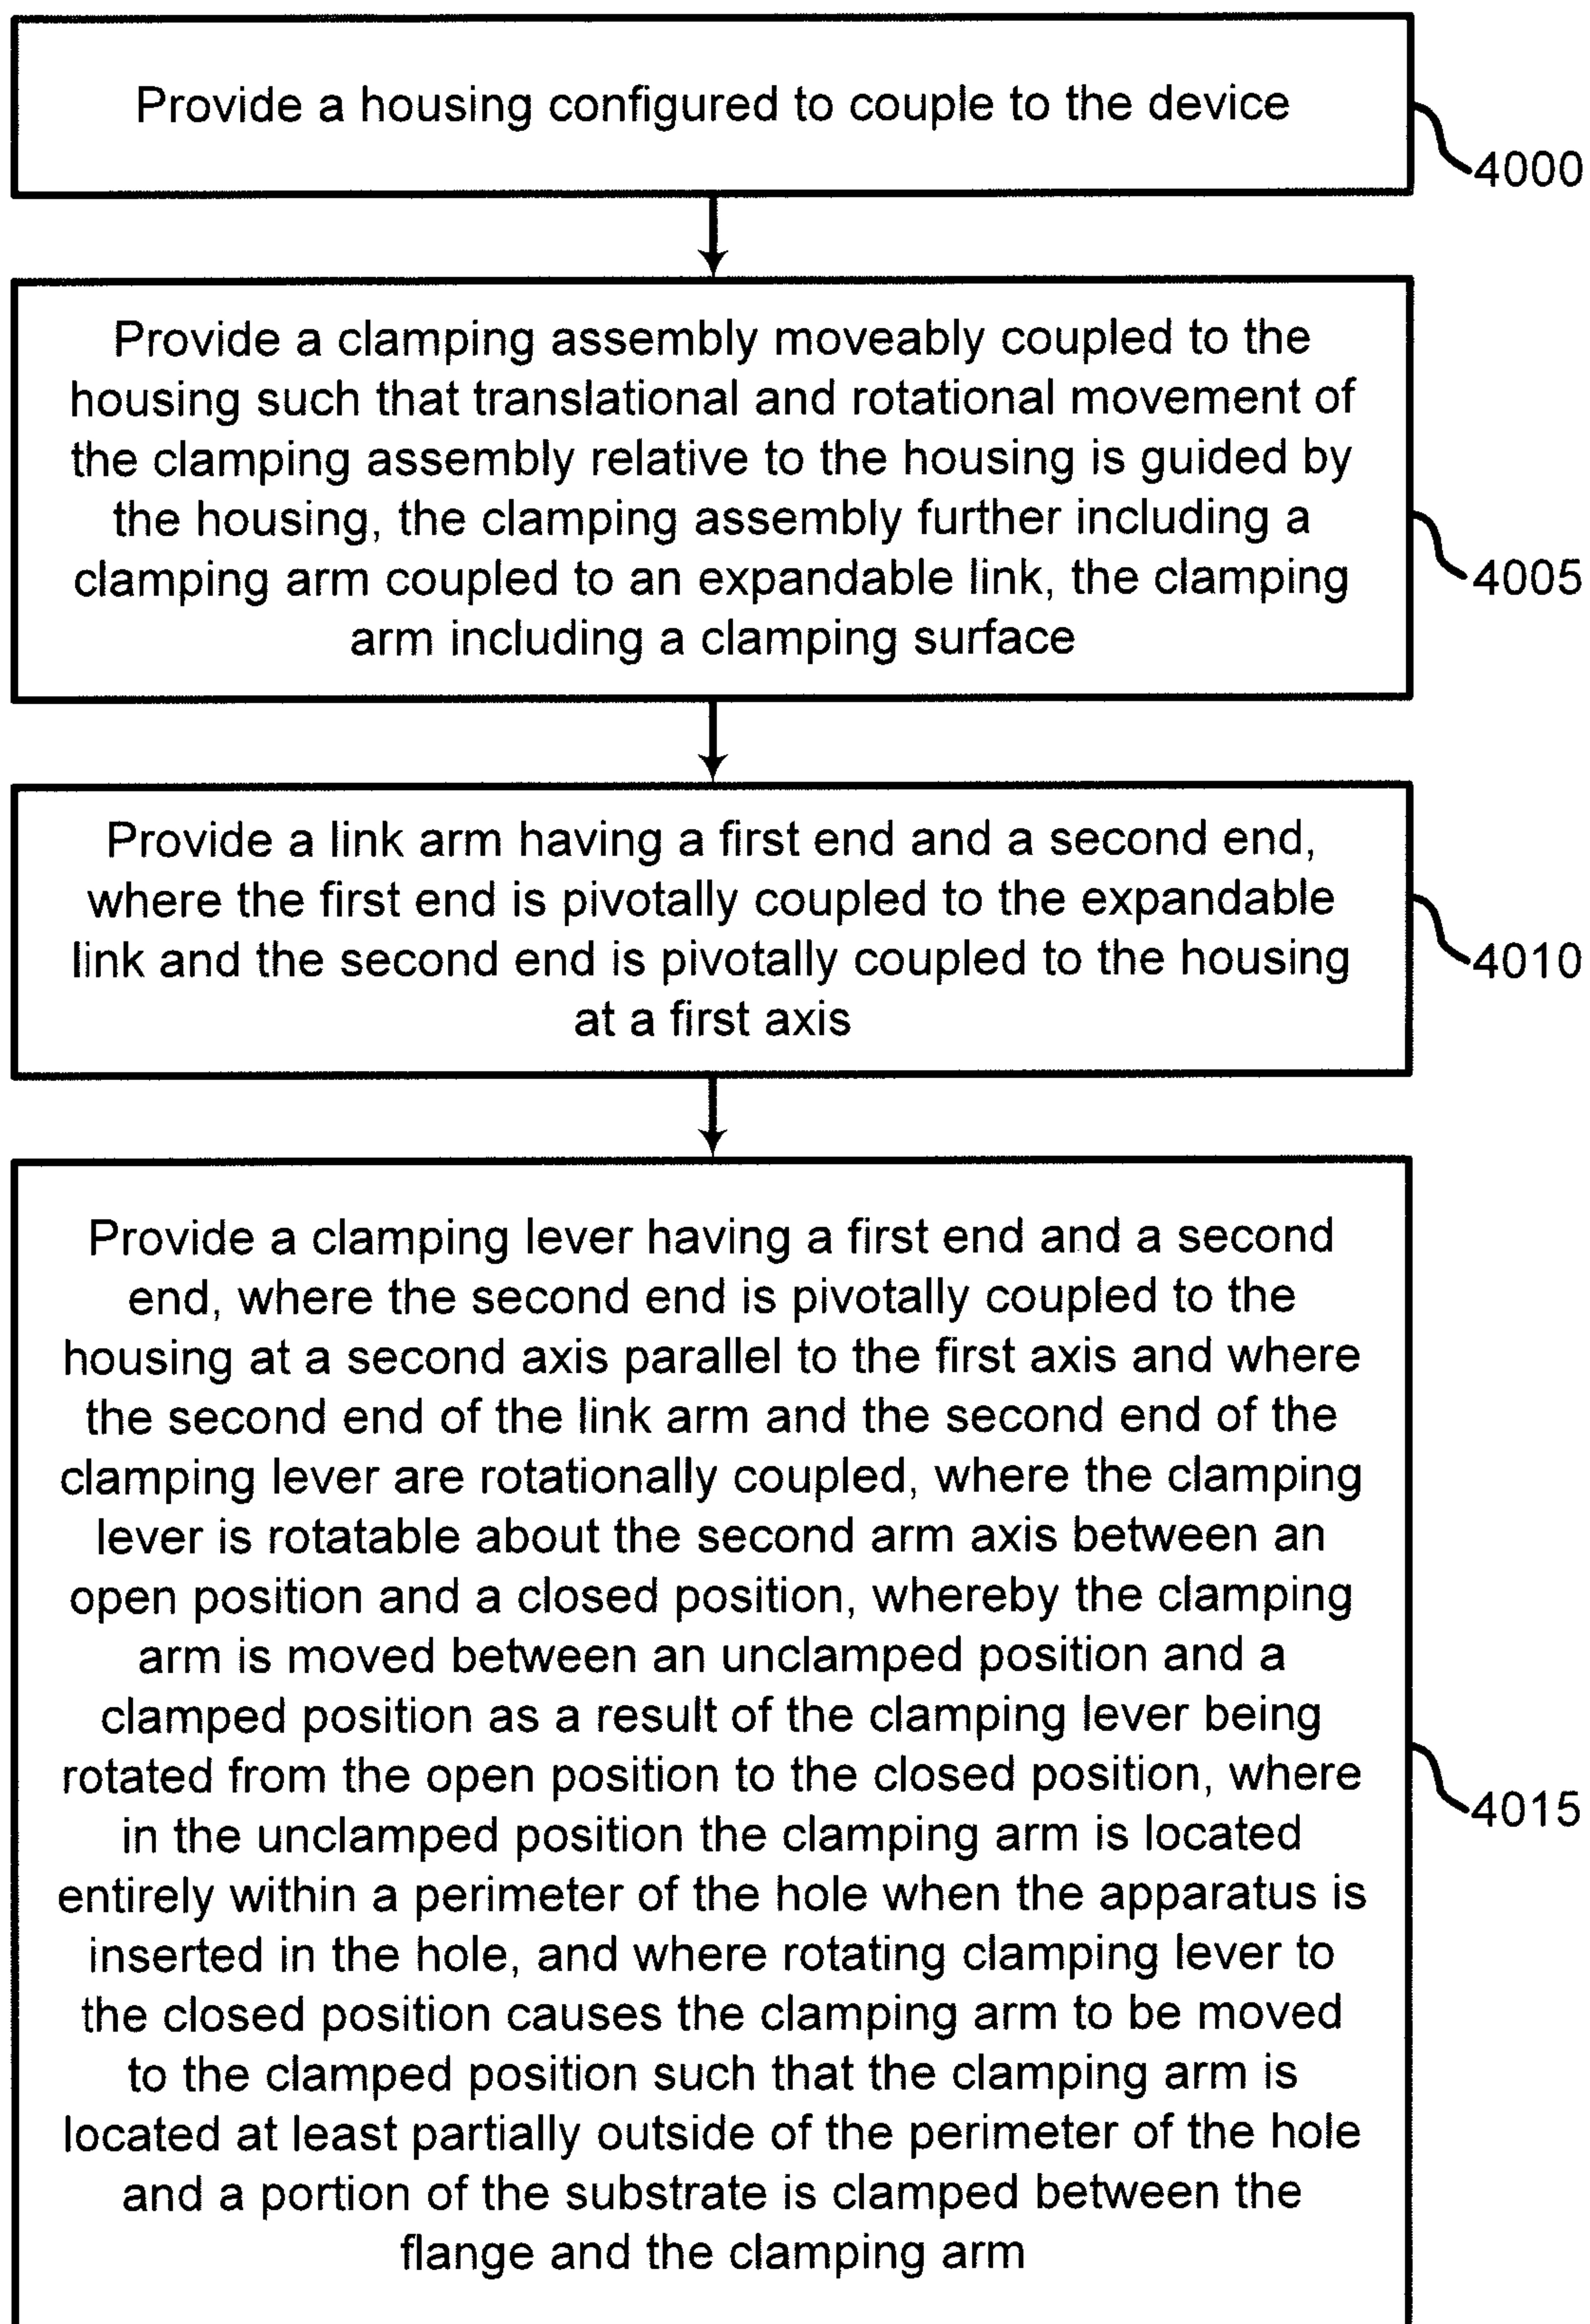 Provide a housing configured to couple to the device
4000
Provide a clamping assembly moveably coupled to the
housing such that translational and rotational movement of
the clamping assembly relative to the housing is guided by
the housing, the clamping assembly further including a
clamping arm coupled to an expandable link, the clamping
arm including a clamping surface
4005
Provide a link arm having a first end and a second end,
where the first end is pivotally coupled to the expandable
link and the second end is pivotally coupled to the housing
at a first axis
4010
Provide a clamping lever having a first end and a second
end, where the second end is pivotally coupled to the
housing at a second axis parallel to the first axis and where
the second end of the link arm and the second end of the
clamping lever are rotationally coupled, where the clamping
lever is rotatable about the second arm axis between an
open position and a closed position, whereby the clamping
arm is moved between an unclamped position and a
clamped position as a result of the clamping lever being
rotated from the open position to the closed position, where
in the unclamped position the clamping arm is located
entirely within a perimeter of the hole when the apparatus is
inserted in the hole, and where rotating clamping lever to
the closed position causes the clamping arm to be moved
to the clamped position such that the clamping arm is
located at least partially outside of the perimeter of the hole
and a portion of the substrate is clamped between the
flange and the clamping arm
4015